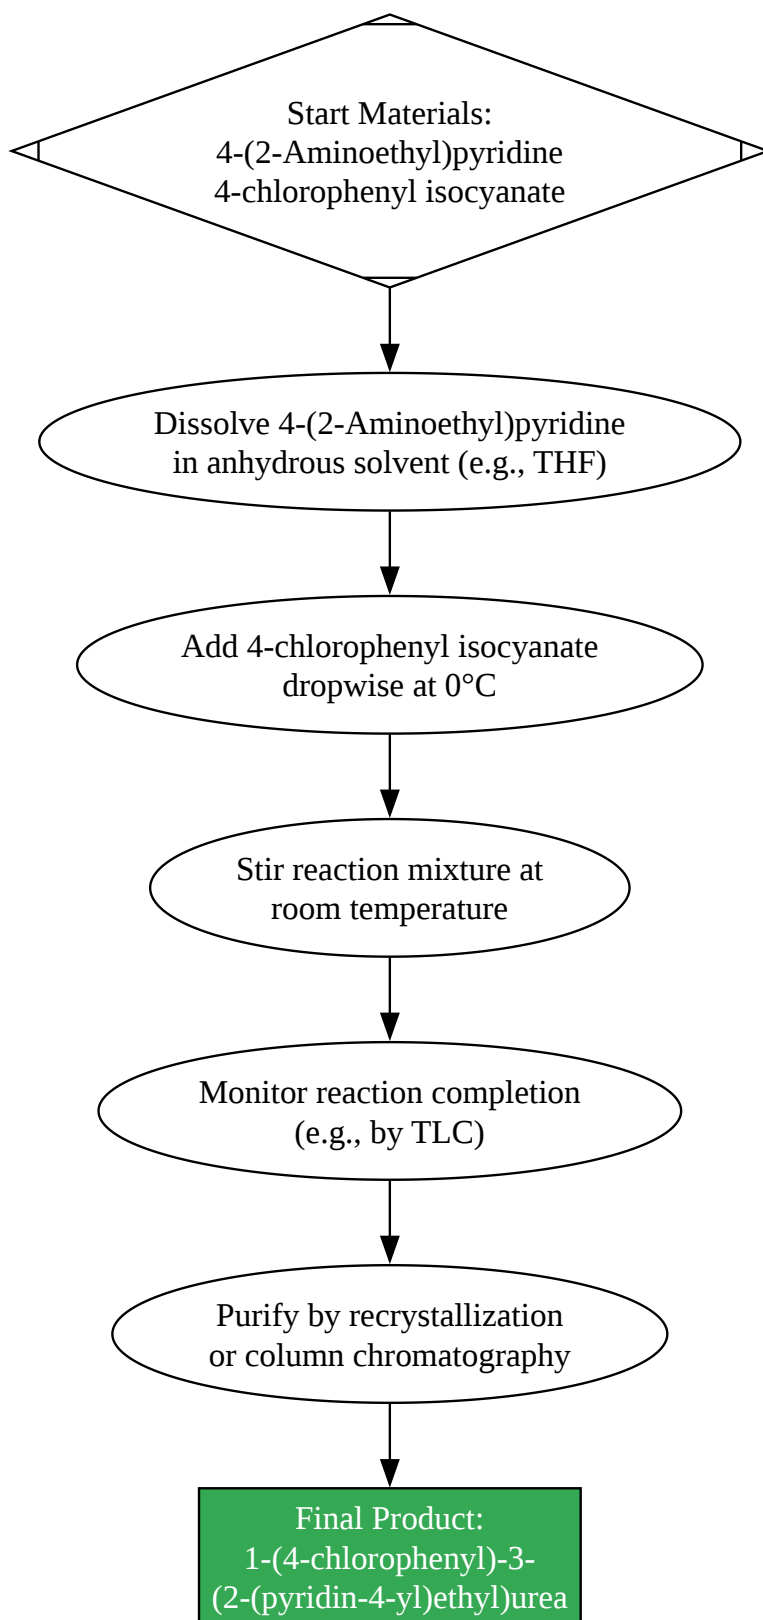 Start Materials:
4-(2-Aminoethyl)pyridine
4-chlorophenyl isocyanate
Dissolve 4-(2-Aminoethyl)pyridine
in anhydrous solvent (e.g., THF)
Add 4-chlorophenyl isocyanate
dropwise at 0°C
Stir reaction mixture at
room temperature
Monitor reaction completion
(e.g., by TLC)
Purify by recrystallization
or column chromatography
Final Product:
1-(4-chlorophenyl)-3-
(2-(pyridin-4-yl)ethyl)urea